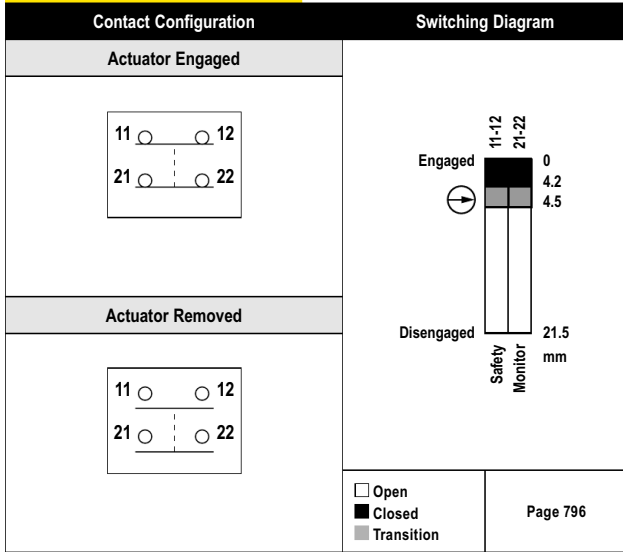 Contact Configuration
Switching Diagram
Actuator Engaged
11 12
21 22
Actuator Removed
11 12
21 22
11-12
21-22
Engaged 0
4.2
4.5
Disengaged 21.5
mm
Safety
Monitor
Open
Closed
Transition
Page 796